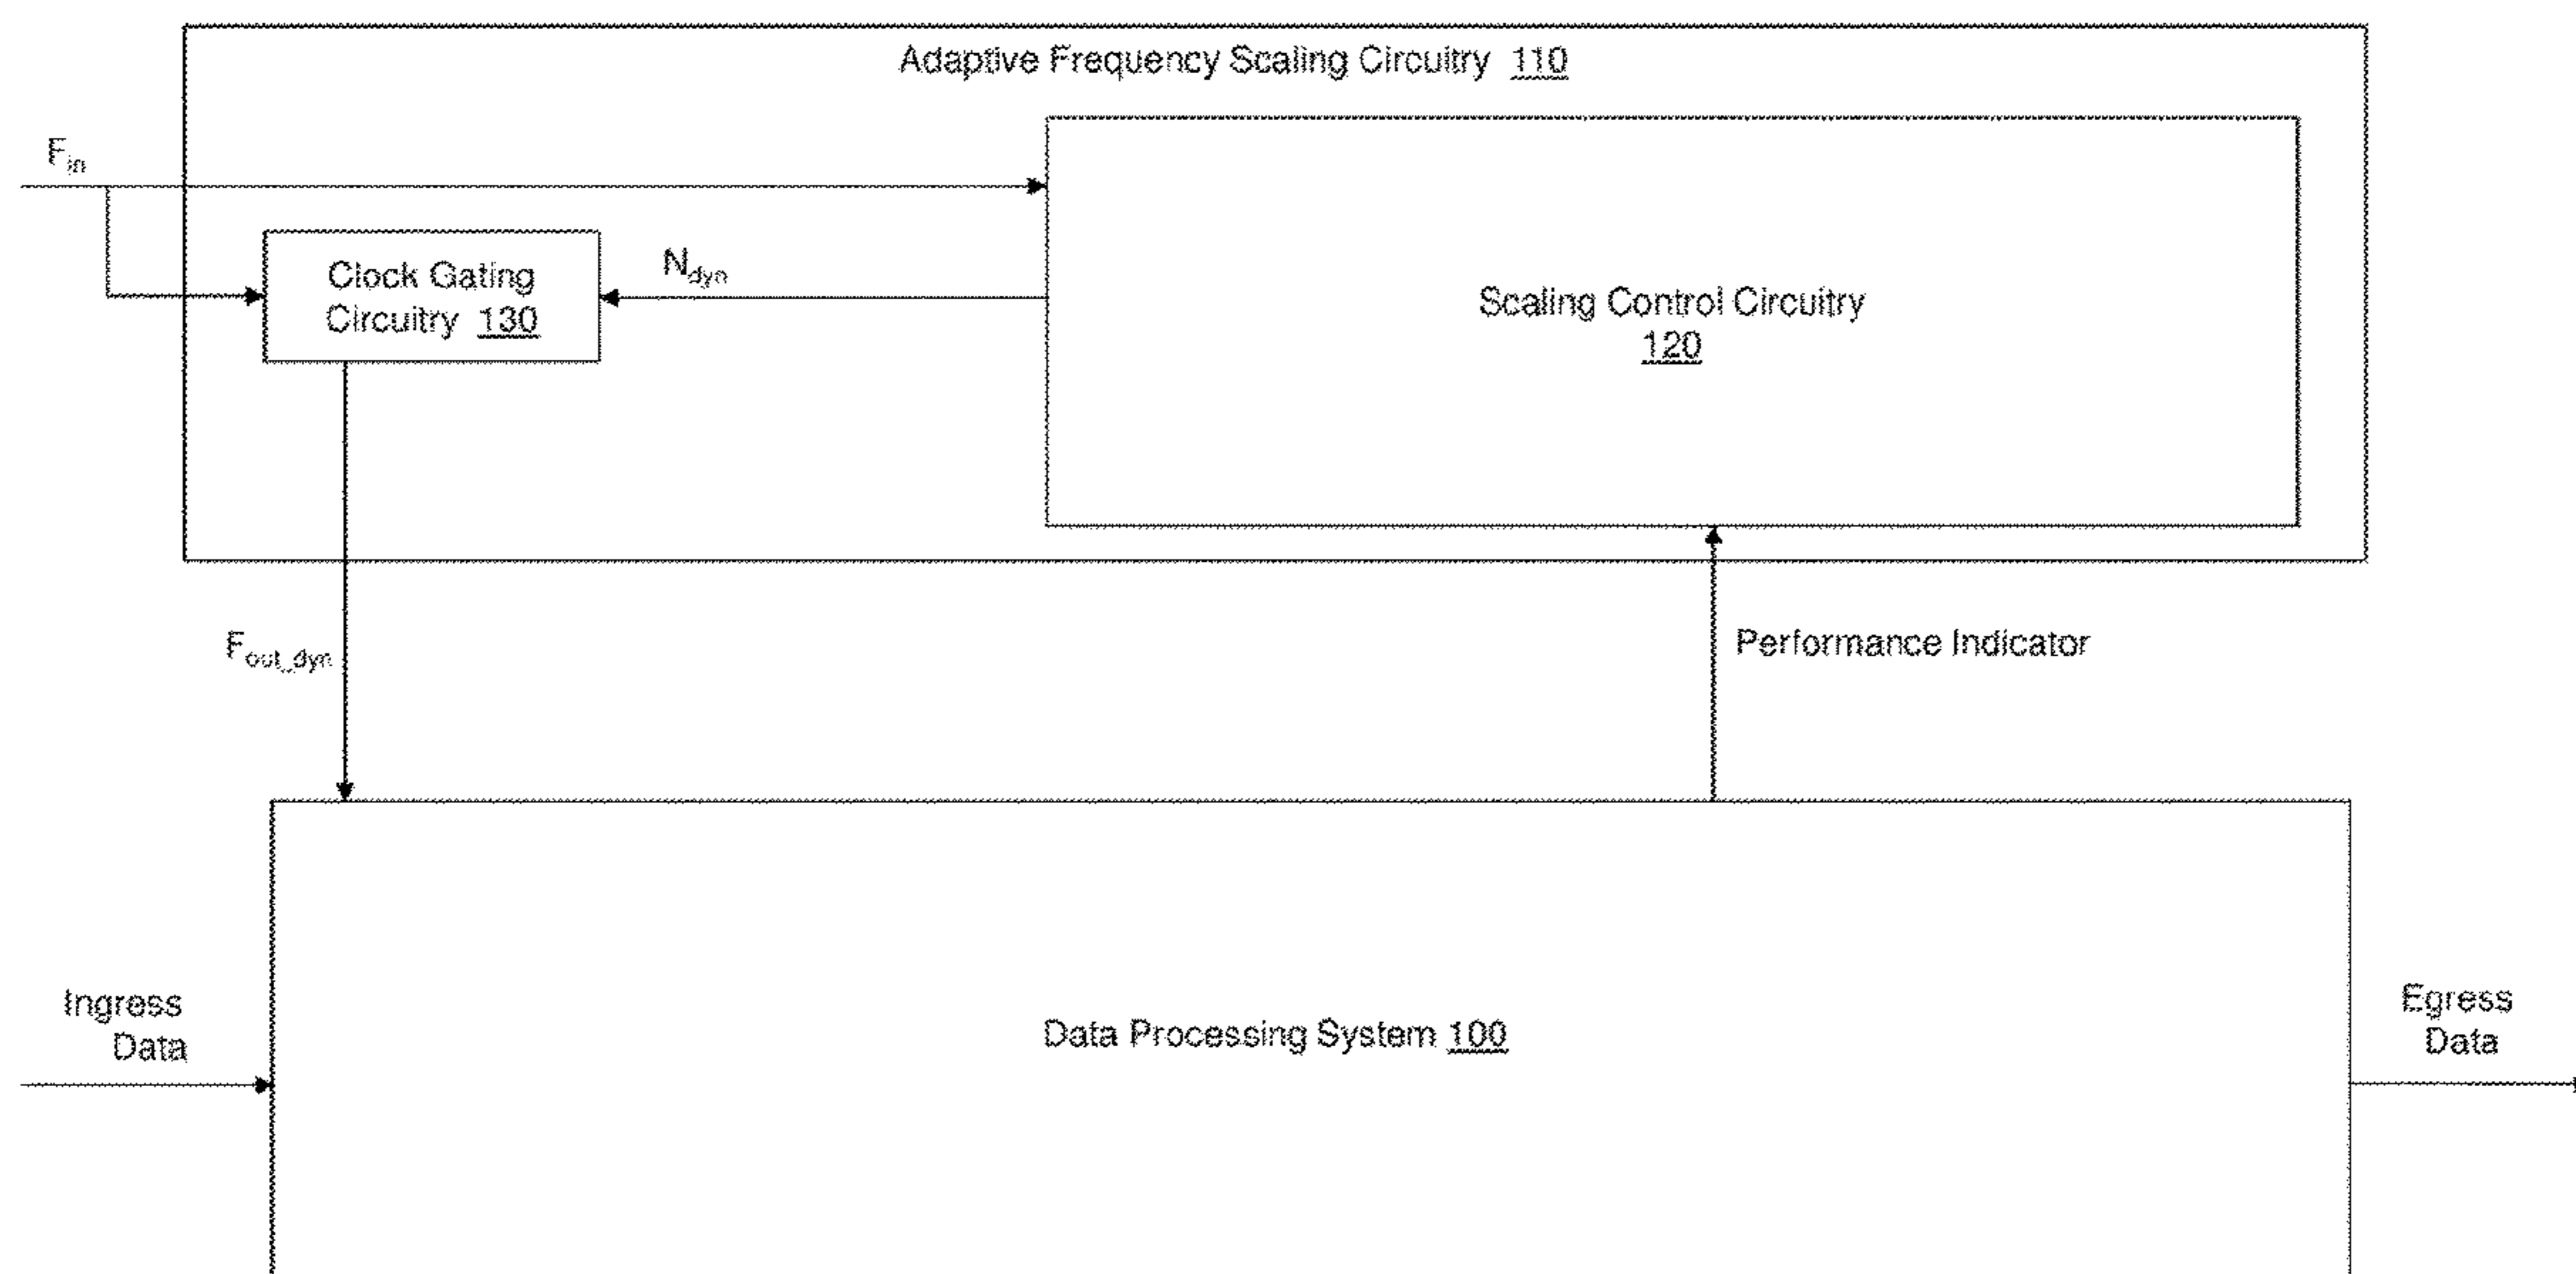 Adaptive Frequency Scaling Circuitry 110
Fin
Clock Gating
Circuitry 130
Ndyn
Scaling Control Circuitry
120
Fout_dyn
Performance Indicator
Ingress
Data
Data Processing System 100
Egress
Data